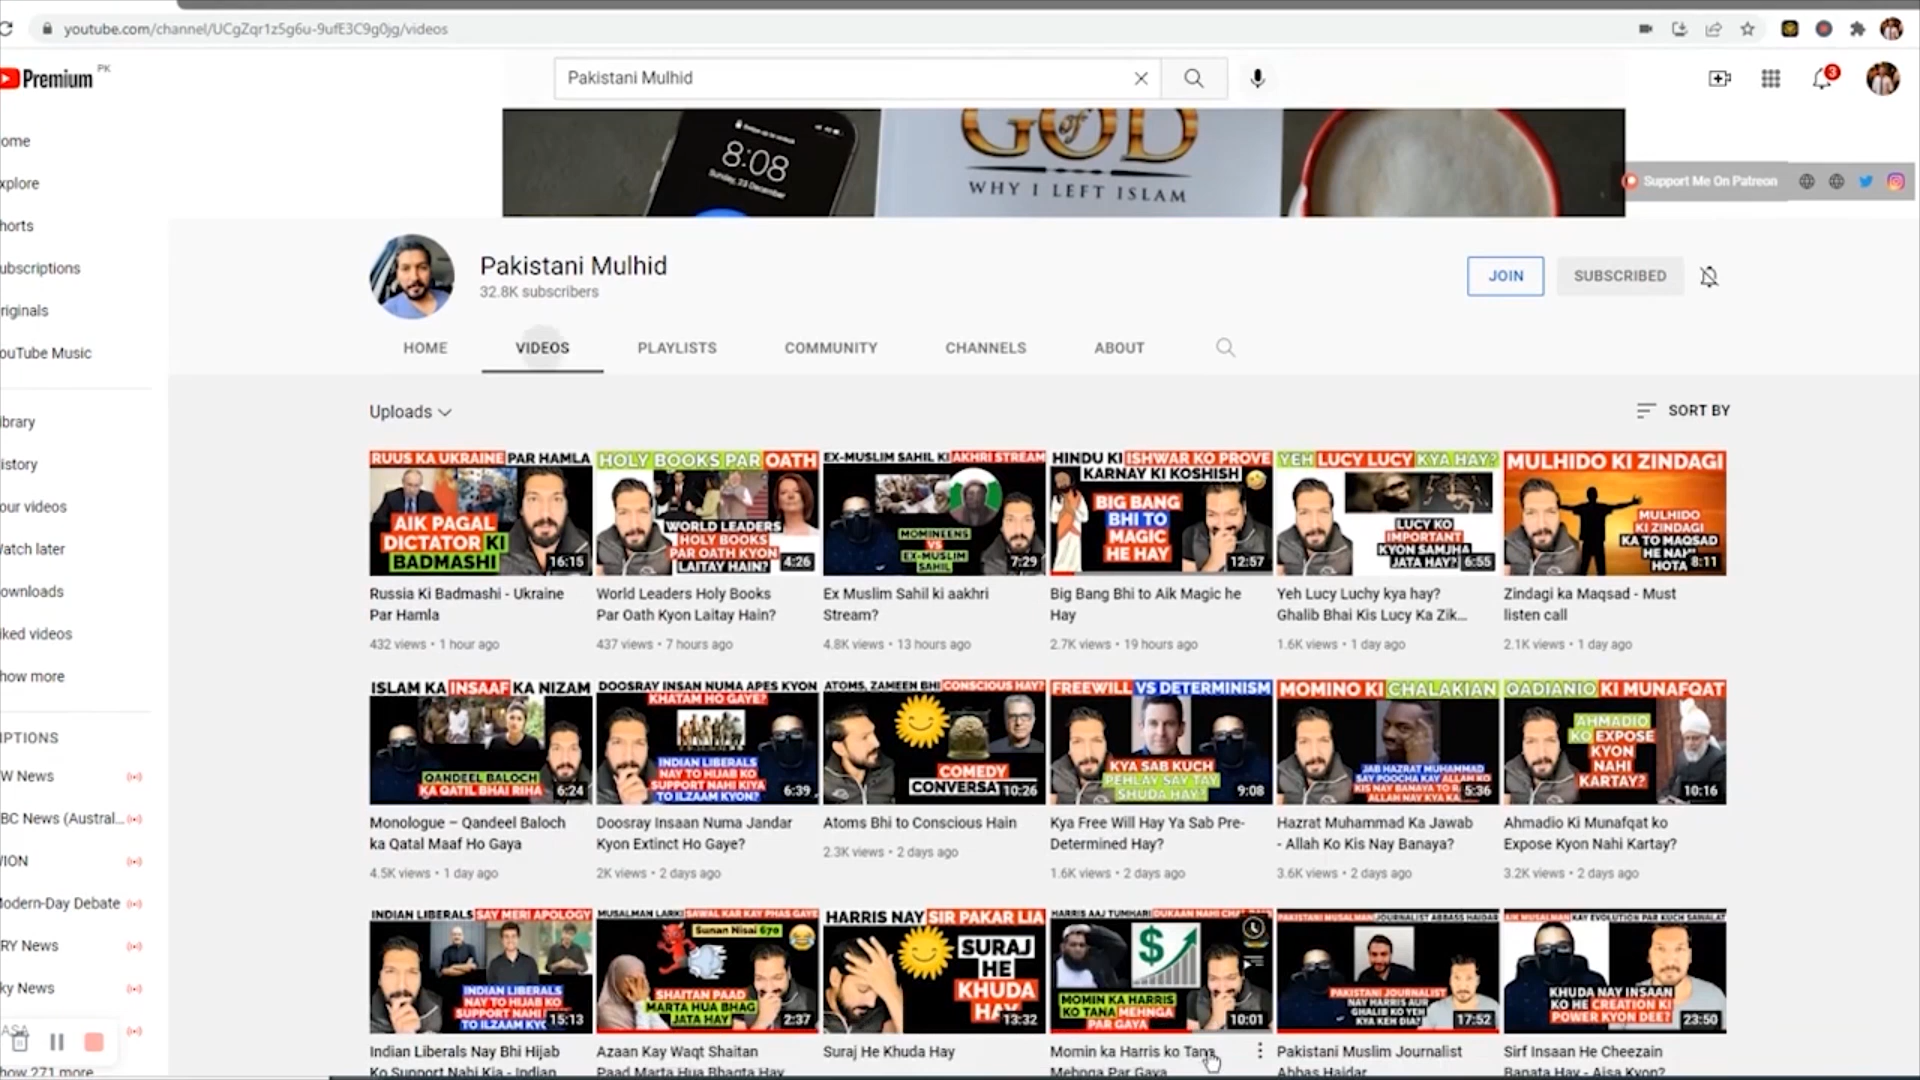 youtube.com/channel/UCgZqr1z5g6u-9ufE3C9g0jg/videos
Premium PK
Pakistani Mulhid
3
8:08
Sunday, 23 December
GOD
of
WHY I LEFT ISLAM
Support Me On Patreon
ome
xplore
horts
ubscriptions
riginals
ouTube Music
ibrary
istory
our videos
atch later
ownloads
iked videos
how more
IPTIONS
W News
BC News (Austral...
ION
Modern-Day Debate
RY News
ky News
how 271 more
Pakistani Mulhid
32.8K subscribers
JOIN
SUBSCRIBED
HOME
VIDEOS
PLAYLISTS
COMMUNITY
CHANNELS
ABOUT
Uploads
SORT BY
RUUS KA UKRAINE PAR HAMLA
AIK PAGAL
DICTATOR KI
BADMASHI
16:15
Russia Ki Badmashi - Ukraine
Par Hamla
432 views • 1 hour ago
HOLY BOOKS PAR OATH
WORLD LEADERS
HOLY BOOKS
PAR OATH KYON
LAITAY HAIN?
4:26
World Leaders Holy Books
Par Oath Kyon Laitay Hain?
437 views • 7 hours ago
EX-MUSLIM SAHIL KI AKHRI STREAM
MOMINEENS
VS
EX-MUSLIM
SAHIL
7:29
Ex Muslim Sahil ki aakhri
Stream?
4.8K views • 13 hours ago
HINDU KI ISHWAR KO PROVE
KARNAY KI KOSHISH
BIG BANG
BHI TO
MAGIC
HE HAY
12:57
Big Bang Bhi to Aik Magic he
Hay
2.7K views • 19 hours ago
YEH LUCY LUCY KYA HAY?
LUCY KO
IMPORTANT
KYON SAMJHA
JATA HAY?
6:55
Yeh Lucy Luchy kya hay?
Ghalib Bhai Kis Lucy Ka Zik...
1.6K views • 1 day ago
MULHIDO KI ZINDAGI
MULHIDO
KI ZINDAGI
KA TO MAQSAD
HE NAHI
HOTA
8:11
Zindagi ka Maqsad - Must
listen call
2.1K views • 1 day ago
ISLAM KA INSAAF KA NIZAM
QANDEEL BALOCH
KA QATIL BHAI RIHA
6:24
Monologue – Qandeel Baloch
ka Qatal Maaf Ho Gaya
4.5K views • 1 day ago
DOOSRAY INSAN NUMA APES KYON
KHATAM HO GAYE?
INDIAN LIBERALS
NAY TO HIJAB KO
SUPPORT NAHI KIYA
TO ILZAAM KYON?
6:39
Doosray Insaan Numa Jandar
Kyon Extinct Ho Gaye?
2K views • 2 days ago
ATOMS, ZAMEEN BHI CONSCIOUS HAY?
COMEDY
CONVERSA
10:26
Atoms Bhi to Conscious Hain
2.3K views • 2 days ago
FREEWILL VS DETERMINISM
KYA SAB KUCH
PEHLAY SAY TAY
SHUDA HAY?
9:08
Kya Free Will Hay Ya Sab Pre-
Determined Hay?
1.6K views • 2 days ago
MOMINO KI CHALAKIAN
JAB HAZRAT MUHAMMAD
SAY POOCHA KAY ALLAH KO
KIS NAY BANAYA TO
ALLAH NAY KYA
5:36
Hazrat Muhammad Ka Jawab
- Allah Ko Kis Nay Banaya?
3.6K views • 2 days ago
QADIANIO KI MUNAFQAT
AHMADIO
KO EXPOSE
KYON
NAHI
KARTAY?
10:16
Ahmadio Ki Munafqat ko
Expose Kyon Nahi Kartay?
3.2K views • 2 days ago
INDIAN LIBERALS SAY MERI APOLOGY
INDIAN LIBERALS
NAY TO HIJAB KO
SUPPORT NAHI
TO ILZAAM KYO
15:13
Indian Liberals Nay Bhi Hijab
Ko Support Nahi Kia - Indian
MUSALMAN LARKI SAWAL KAR KAY PHAS GAYE
Sunan Nisai 670
SHAITAN PAAD
MARTA HUA BHAG
JATA HAY
2:37
Azaan Kay Waqt Shaitan
Paad Marta Hua Bhagta Hay
HARRIS NAY SIR PAKAR LIA
SURAJ
HE
KHUDA
HAY
13:32
Suraj He Khuda Hay
HARRIS AAJ TUMHARI DUKAAN NAHI
$
MOMIN KA HARRIS
KO TANA MEHNGA
PAR GAYA
10:01
Momin ka Harris ko Tana
Mehnga Par Gaya
PAKISTANI MUSALMAN JOURNALIST ABBASS HAIDAR
PAKISTANI JOURNALIST
NAY HARRIS AUR
GHALIB KO YEH
KYA KEH DIA?
17:52
Pakistani Muslim Journalist
Abbas Haidar
AIK MUSALMAN KAY EVOLUTION PAR KUCH SAWALAT
KHUDA NAY INSAAN
KO HE CREATION KI
POWER KYON DEE?
23:50
Sirf Insaan He Cheezain
Banata Hay - Aisa Kyon?